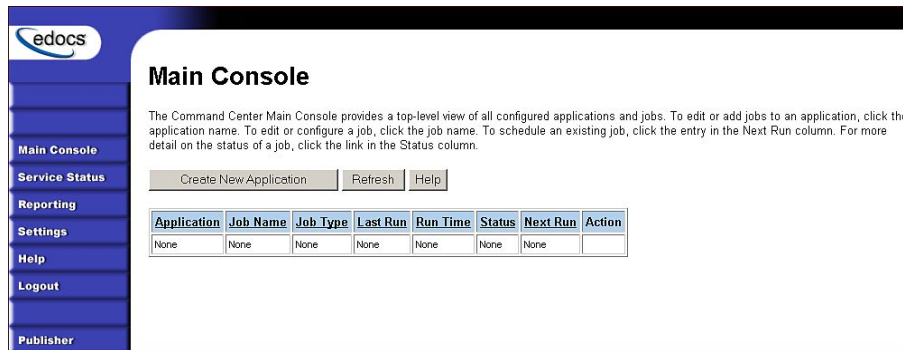 edocs
Main Console
The Command Center Main Console provides a top-level view of all configured applications and jobs. To edit or add jobs to an application, click the
application name. To edit or configure a job, click the job name. To schedule an existing job, click the entry in the Next Run column. For more
detail on the status of a job, click the link in the Status column.
Create New Application Refresh Help
Application Job Name Job Type Last Run Run Time Status Next Run Action
None None None None None None None
Main Console
Service Status
Reporting
Settings
Help
Logout
Publisher